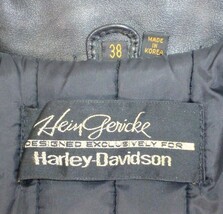 38
MADE IN
KOREA
Hein Gericke
DESIGNED EXCLUSIVELY FOR
Harley-Davidson